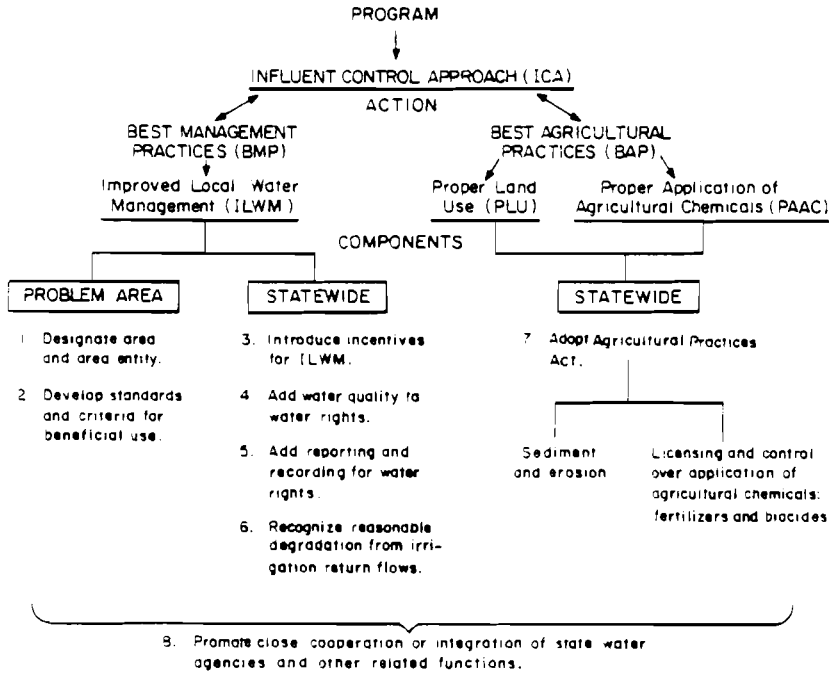 PROGRAM
INFLUENT CONTROL APPROACH (ICA)
ACTION
BEST MANAGEMENT
PRACTICES (BMP)
BEST AGRICULTURAL
PRACTICES (BAP)
Improved Local Water
Management (ILWM)
Proper Land
Use (PLU)
Proper Application of
Agricultural Chemicals (PAAC)
COMPONENTS
PROBLEM AREA
1 Designate area
and area entity.
2 Develop standards
and criteria for
beneficial use.
STATEWIDE
3. Introduce incentives
for ILWM.
4 Add water quality to
water rights.
5. Add reporting and
recording for water
rights.
6. Recognize reasonable
degradation from irri-
gation return flows.
STATEWIDE
7 Adopt Agricultural Practices
Act.
Sediment
and erosion
Licensing and control
over application of
agricultural chemicals:
fertilizers and biocides
8. Promote close cooperation or integration of state water
agencies and other related functions.